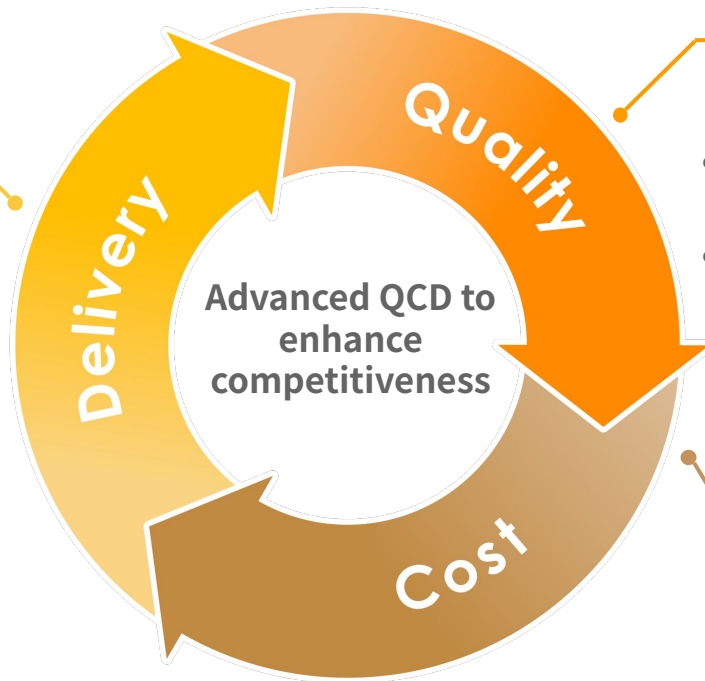 Quality
Delivery
Advanced QCD to
enhance
competitiveness
Cost